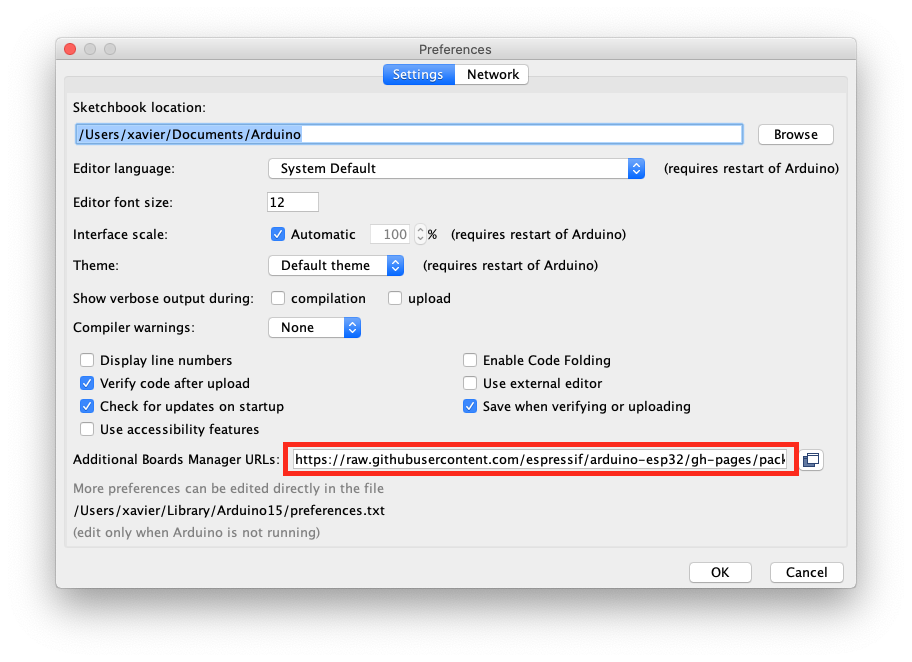 Preferences
Settings Network
Sketchbook location:
/Users/xavier/Documents/Arduino Browse
Editor language: System Default (requires restart of Arduino)
Editor font size: 12
Interface scale: Automatic 100 % (requires restart of Arduino)
Theme: Default theme (requires restart of Arduino)
Show verbose output during: compilation upload
Compiler warnings: None
Display line numbers Enable Code Folding
Verify code after upload Use external editor
Check for updates on startup Save when verifying or uploading
Use accessibility features
Additional Boards Manager URLs: https://raw.githubusercontent.com/espressif/arduino-esp32/gh-pages/pack
More preferences can be edited directly in the file
/Users/xavier/Library/Arduino15/preferences.txt
(edit only when Arduino is not running)
OK Cancel